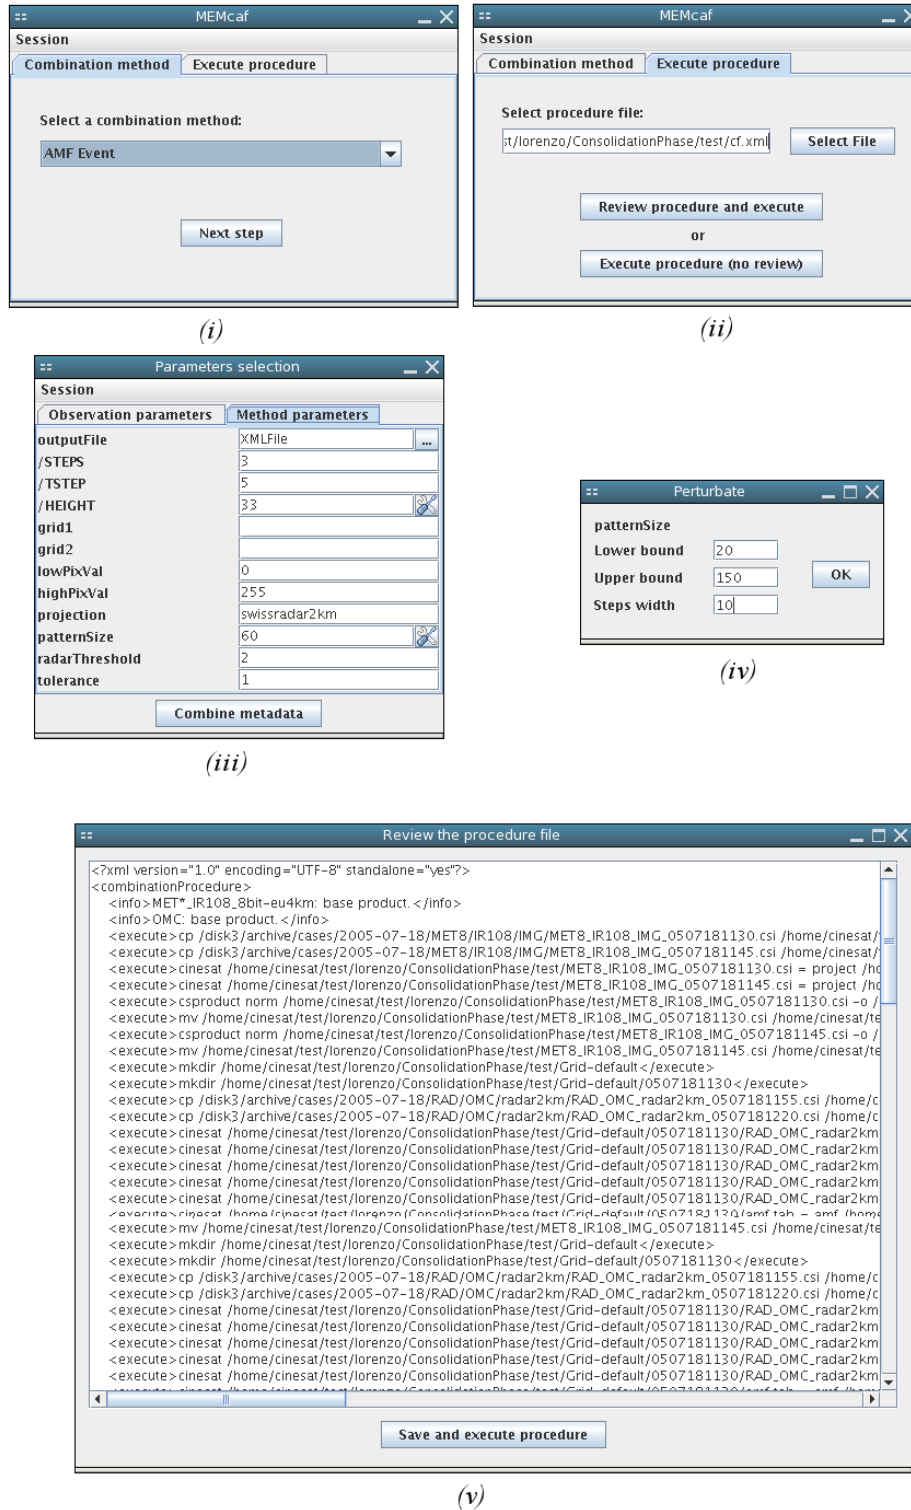 MEMcaf
Session
Combination method Execute procedure
Select a combination method:
AMF Event
Next step
(i)
MEMcaf
Session
Combination method Execute procedure
Select procedure file:
st/lorenzo/ConsolidationPhase/test/cf.xml Select File
Review procedure and execute
or
Execute procedure (no review)
(ii)
Parameters selection
Session
Observation parameters Method parameters
outputFile XMLFile ...
/STEPS 3
/TSTEP 5
/HEIGHT 33
grid1
grid2
lowPixVal 0
highPixVal 255
projection swissradar2km
patternSize 60
radarThreshold 2
tolerance 1
Combine metadata
(iii)
Perturbate
patternSize
Lower bound 20
Upper bound 150
Steps width 10
OK
(iv)
Review the procedure file
<?xml version="1.0" encoding="UTF-8" standalone="yes"?>
<combinationProcedure>
<info>MET*_IR108_8bit-eu4km: base product.</info>
<info>OMC: base product.</info>
<execute>cp /disk3/archive/cases/2005-07-18/MET8/IR108/IMG/MET8_IR108_IMG_0507181130.csi /home/cinesat/
<execute>cp /disk3/archive/cases/2005-07-18/MET8/IR108/IMG/MET8_IR108_IMG_0507181145.csi /home/cinesat/
<execute>cinesat /home/cinesat/test/lorenzo/ConsolidationPhase/test/MET8_IR108_IMG_0507181130.csi = project /ho
<execute>cinesat /home/cinesat/test/lorenzo/ConsolidationPhase/test/MET8_IR108_IMG_0507181145.csi = project /ho
<execute>csproduct norm /home/cinesat/test/lorenzo/ConsolidationPhase/test/MET8_IR108_IMG_0507181130.csi -o /
<execute>mv /home/cinesat/test/lorenzo/ConsolidationPhase/test/MET8_IR108_IMG_0507181130.csi /home/cinesat/te
<execute>csproduct norm /home/cinesat/test/lorenzo/ConsolidationPhase/test/MET8_IR108_IMG_0507181145.csi -o /
<execute>mv /home/cinesat/test/lorenzo/ConsolidationPhase/test/MET8_IR108_IMG_0507181145.csi /home/cinesat/te
<execute>mkdir /home/cinesat/test/lorenzo/ConsolidationPhase/test/Grid-default</execute>
<execute>mkdir /home/cinesat/test/lorenzo/ConsolidationPhase/test/Grid-default/0507181130</execute>
<execute>cp /disk3/archive/cases/2005-07-18/RAD/OMC/radar2km/RAD_OMC_radar2km_0507181155.csi /home/c
<execute>cp /disk3/archive/cases/2005-07-18/RAD/OMC/radar2km/RAD_OMC_radar2km_0507181220.csi /home/c
<execute>cinesat /home/cinesat/test/lorenzo/ConsolidationPhase/test/Grid-default/0507181130/RAD_OMC_radar2km
<execute>cinesat /home/cinesat/test/lorenzo/ConsolidationPhase/test/Grid-default/0507181130/RAD_OMC_radar2km
<execute>cinesat /home/cinesat/test/lorenzo/ConsolidationPhase/test/Grid-default/0507181130/RAD_OMC_radar2km
<execute>cinesat /home/cinesat/test/lorenzo/ConsolidationPhase/test/Grid-default/0507181130/RAD_OMC_radar2km
<execute>cinesat /home/cinesat/test/lorenzo/ConsolidationPhase/test/Grid-default/0507181130/RAD_OMC_radar2km
<execute>cinesat /home/cinesat/test/lorenzo/ConsolidationPhase/test/Grid-default/0507181130/amf.tab = amf /home
<execute>mv /home/cinesat/test/lorenzo/ConsolidationPhase/test/MET8_IR108_IMG_0507181145.csi /home/cinesat/te
<execute>mkdir /home/cinesat/test/lorenzo/ConsolidationPhase/test/Grid-default</execute>
<execute>mkdir /home/cinesat/test/lorenzo/ConsolidationPhase/test/Grid-default/0507181130</execute>
<execute>cp /disk3/archive/cases/2005-07-18/RAD/OMC/radar2km/RAD_OMC_radar2km_0507181155.csi /home/c
<execute>cp /disk3/archive/cases/2005-07-18/RAD/OMC/radar2km/RAD_OMC_radar2km_0507181220.csi /home/c
<execute>cinesat /home/cinesat/test/lorenzo/ConsolidationPhase/test/Grid-default/0507181130/RAD_OMC_radar2km
<execute>cinesat /home/cinesat/test/lorenzo/ConsolidationPhase/test/Grid-default/0507181130/RAD_OMC_radar2km
<execute>cinesat /home/cinesat/test/lorenzo/ConsolidationPhase/test/Grid-default/0507181130/RAD_OMC_radar2km
<execute>cinesat /home/cinesat/test/lorenzo/ConsolidationPhase/test/Grid-default/0507181130/RAD_OMC_radar2km
<execute>cinesat /home/cinesat/test/lorenzo/ConsolidationPhase/test/Grid-default/0507181130/RAD_OMC_radar2km
Save and execute procedure
(v)